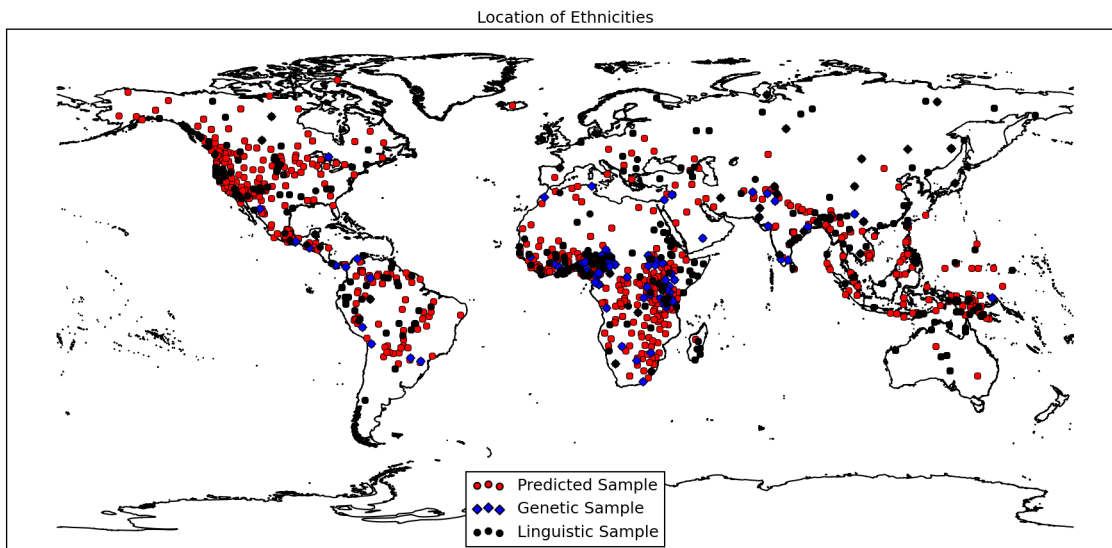 Location of Ethnicities
Predicted Sample
Genetic Sample
Linguistic Sample